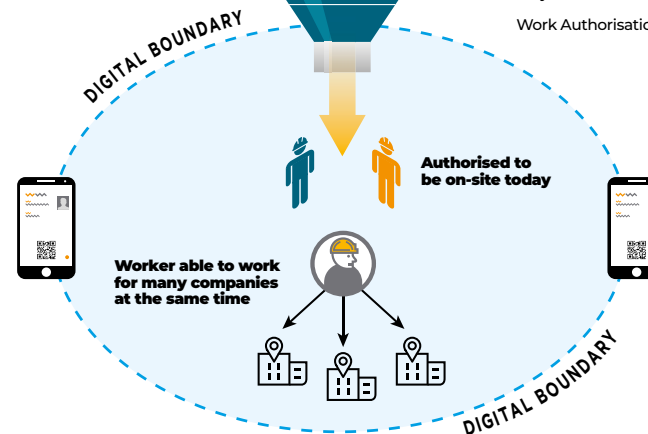 DIGITAL BOUNDARY
Work Authorisatio
Authorised to
be on-site today
Worker able to work
for many companies
at the same time
DIGITAL BOUNDARY